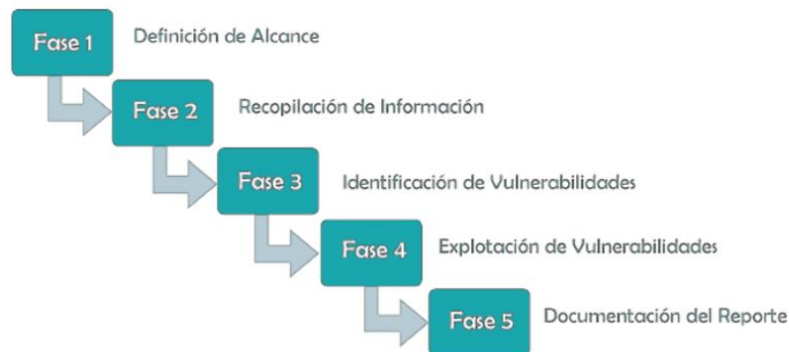 Fase 1
Definición de Alcance
Fase 2
Recopilación de Información
Fase 3
Identificación de Vulnerabilidades
Fase 4
Explotación de Vulnerabilidades
Fase 5
Documentación del Reporte